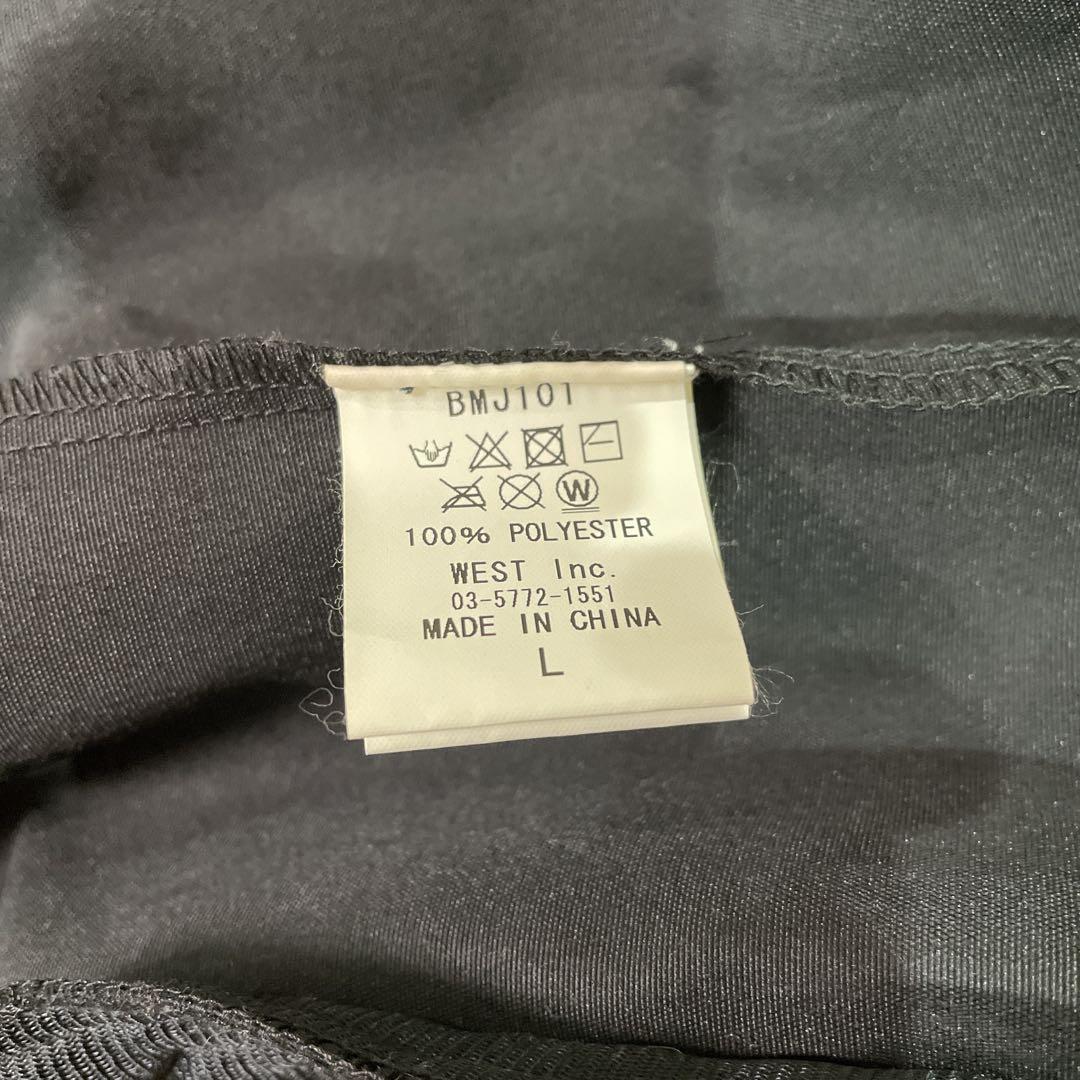 BMJ101
W
100% POLYESTER
WEST Inc.
03-5772-1551
MADE IN CHINA
L